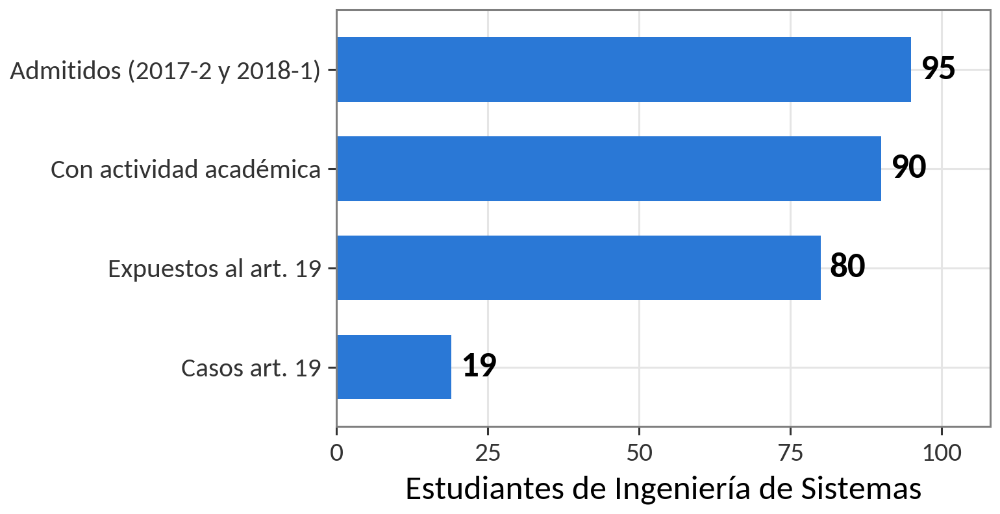 Admitidos (2017-2 y 2018-1)
95
Con actividad académica
90
Expuestos al art. 19
80
Casos art. 19
19
0 25 50 75 100
Estudiantes de Ingeniería de Sistemas